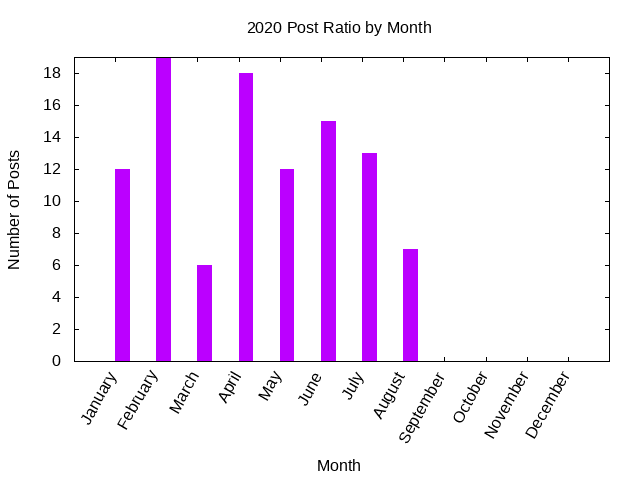 2020 Post Ratio by Month
18
16
14
12
10
8
6
4
2
0
Number of Posts
January
February
March
April
May
June
July
August
September
October
November
December
Month